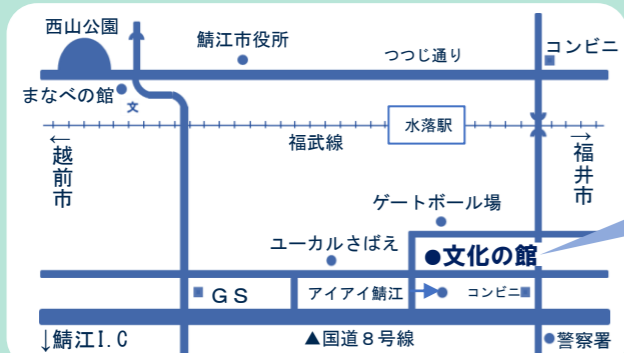 西山公園
鯖江市役所
つつじ通り
コンビニ
まなべの館
文
水落駅
福武線
←越前市
→福井市
ゲートボール場
ユーカルさばえ
●文化の館
GS
アイアイ鯖江
コンビニ
↓鯖江I.C
▲国道8号線
警察署